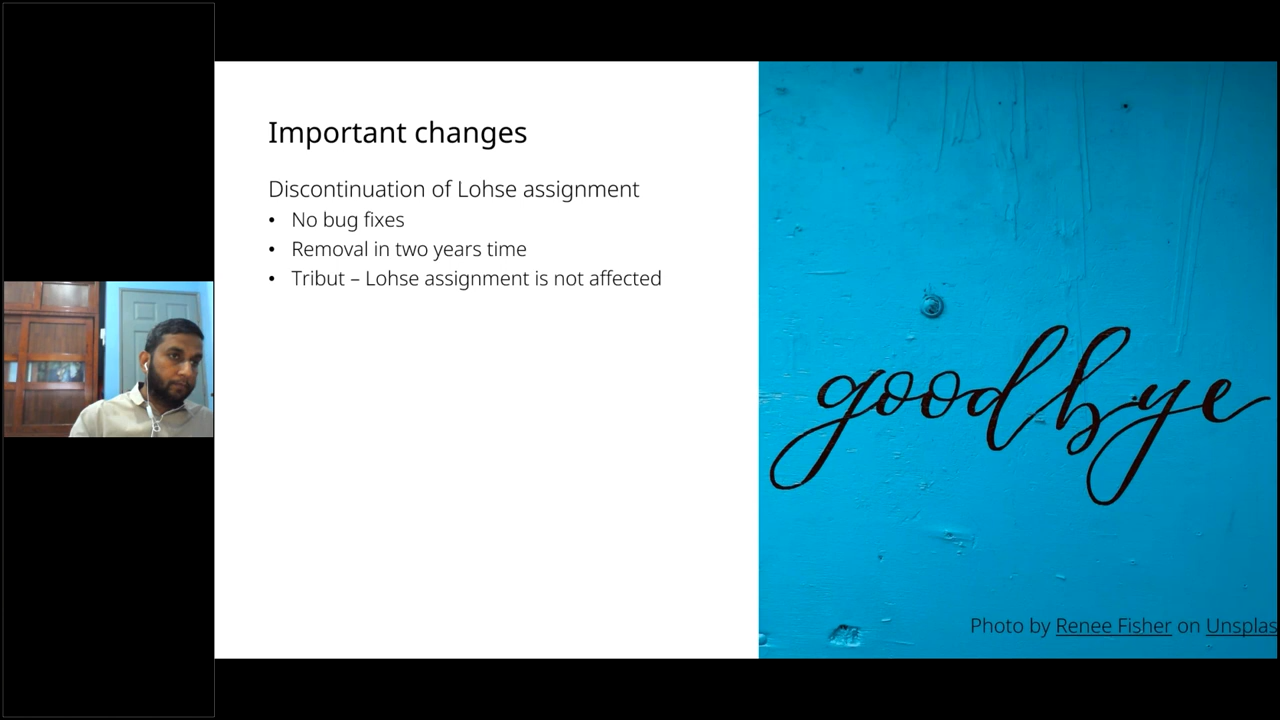 Important changes
Discontinuation of Lohse assignment
• No bug fixes
• Removal in two years time
• Tribut – Lohse assignment is not affected
goodbye
Photo by Renee Fisher on Unsplas